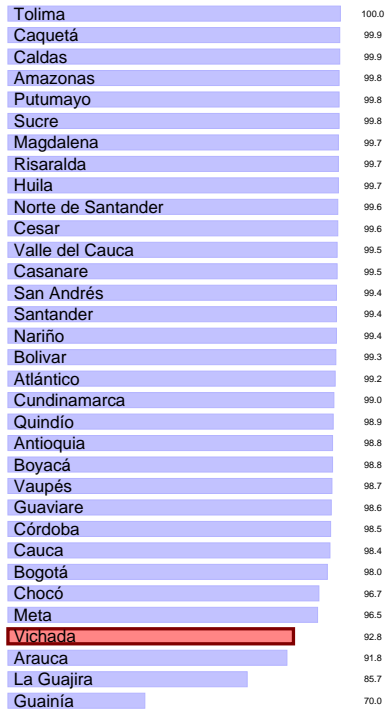 Tolima 100.0
Caquetá 99.9
Caldas 99.9
Amazonas 99.8
Putumayo 99.8
Sucre 99.8
Magdalena 99.7
Risaralda 99.7
Huila 99.7
Norte de Santander 99.6
Cesar 99.6
Valle del Cauca 99.5
Casanare 99.5
San Andrés 99.4
Santander 99.4
Nariño 99.4
Bolivar 99.3
Atlántico 99.2
Cundinamarca 99.0
Quindío 98.9
Antioquia 98.8
Boyacá 98.8
Vaupés 98.7
Guaviare 98.6
Córdoba 98.5
Cauca 98.4
Bogotá 98.0
Chocó 96.7
Meta 96.5
Vichada 92.8
Arauca 91.8
La Guajira 85.7
Guainía 70.0